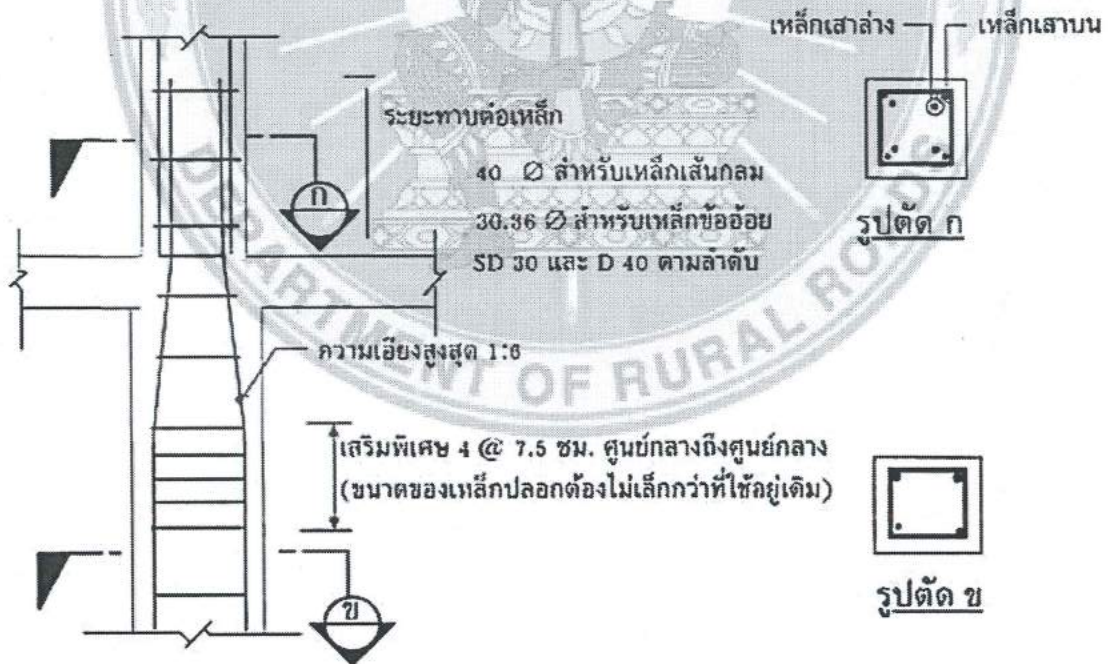 เหล็กเสาล่าง
เหล็กเสาบน
ระยะทาบต่อเหล็ก
40 Ø สำหรับเหล็กเส้นกลม
30.36 Ø สำหรับเหล็กข้ออ้อย
SD 30 และ D 40 ตามลำดับ
ก
รูปตัด ก
ความเอียงสูงสุด 1:6
DEPARTMENT OF RURAL ROADS
เสริมพิเศษ 4 @ 7.5 ซม. ศูนย์กลางถึงศูนย์กลาง
(ขนาดของเหล็กปลอกต้องไม่เล็กกว่าที่ใช้อยู่เดิม)
ข
รูปตัด ข